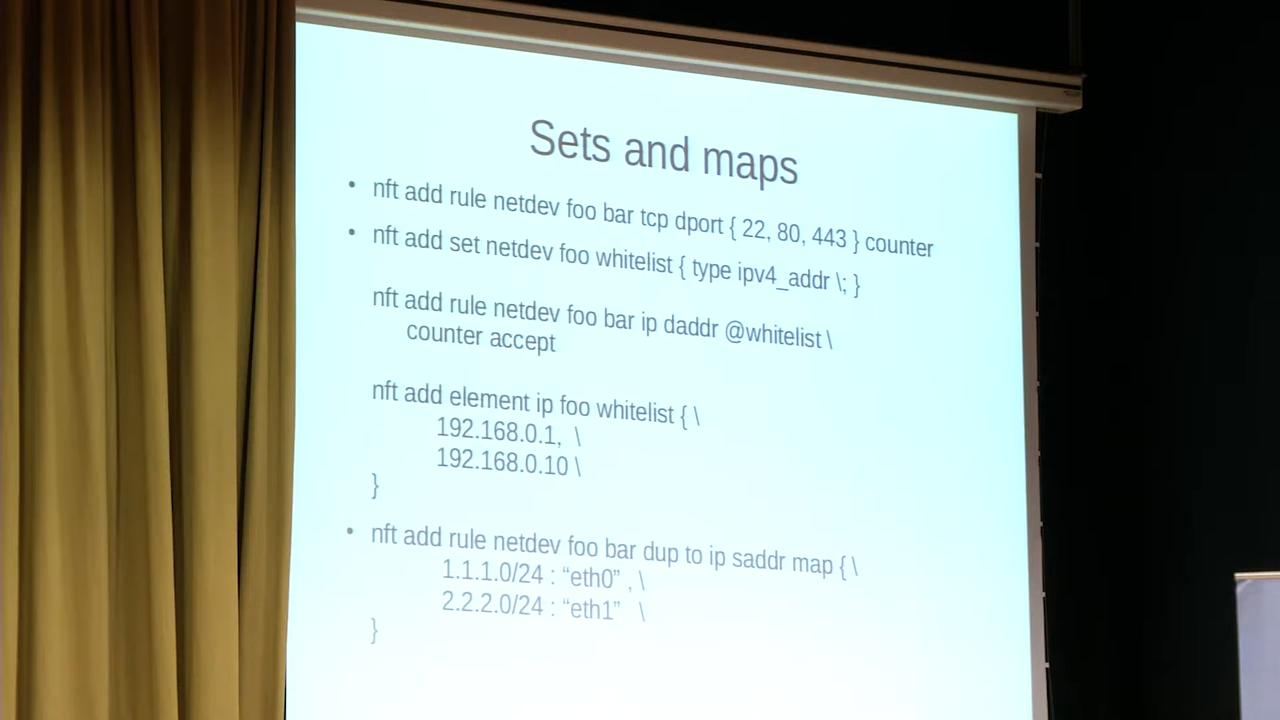 Sets and maps
• nft add rule netdev foo bar tcp dport { 22, 80, 443 } counter
• nft add set netdev foo whitelist { type ipv4_addr \; }
nft add rule netdev foo bar ip daddr @whitelist \
counter accept
nft add element ip foo whitelist { \
192.168.0.1, \
192.168.0.10 \
}
• nft add rule netdev foo bar dup to ip saddr map { \
1.1.1.0/24 : “eth0” , \
2.2.2.0/24 : “eth1” \
}